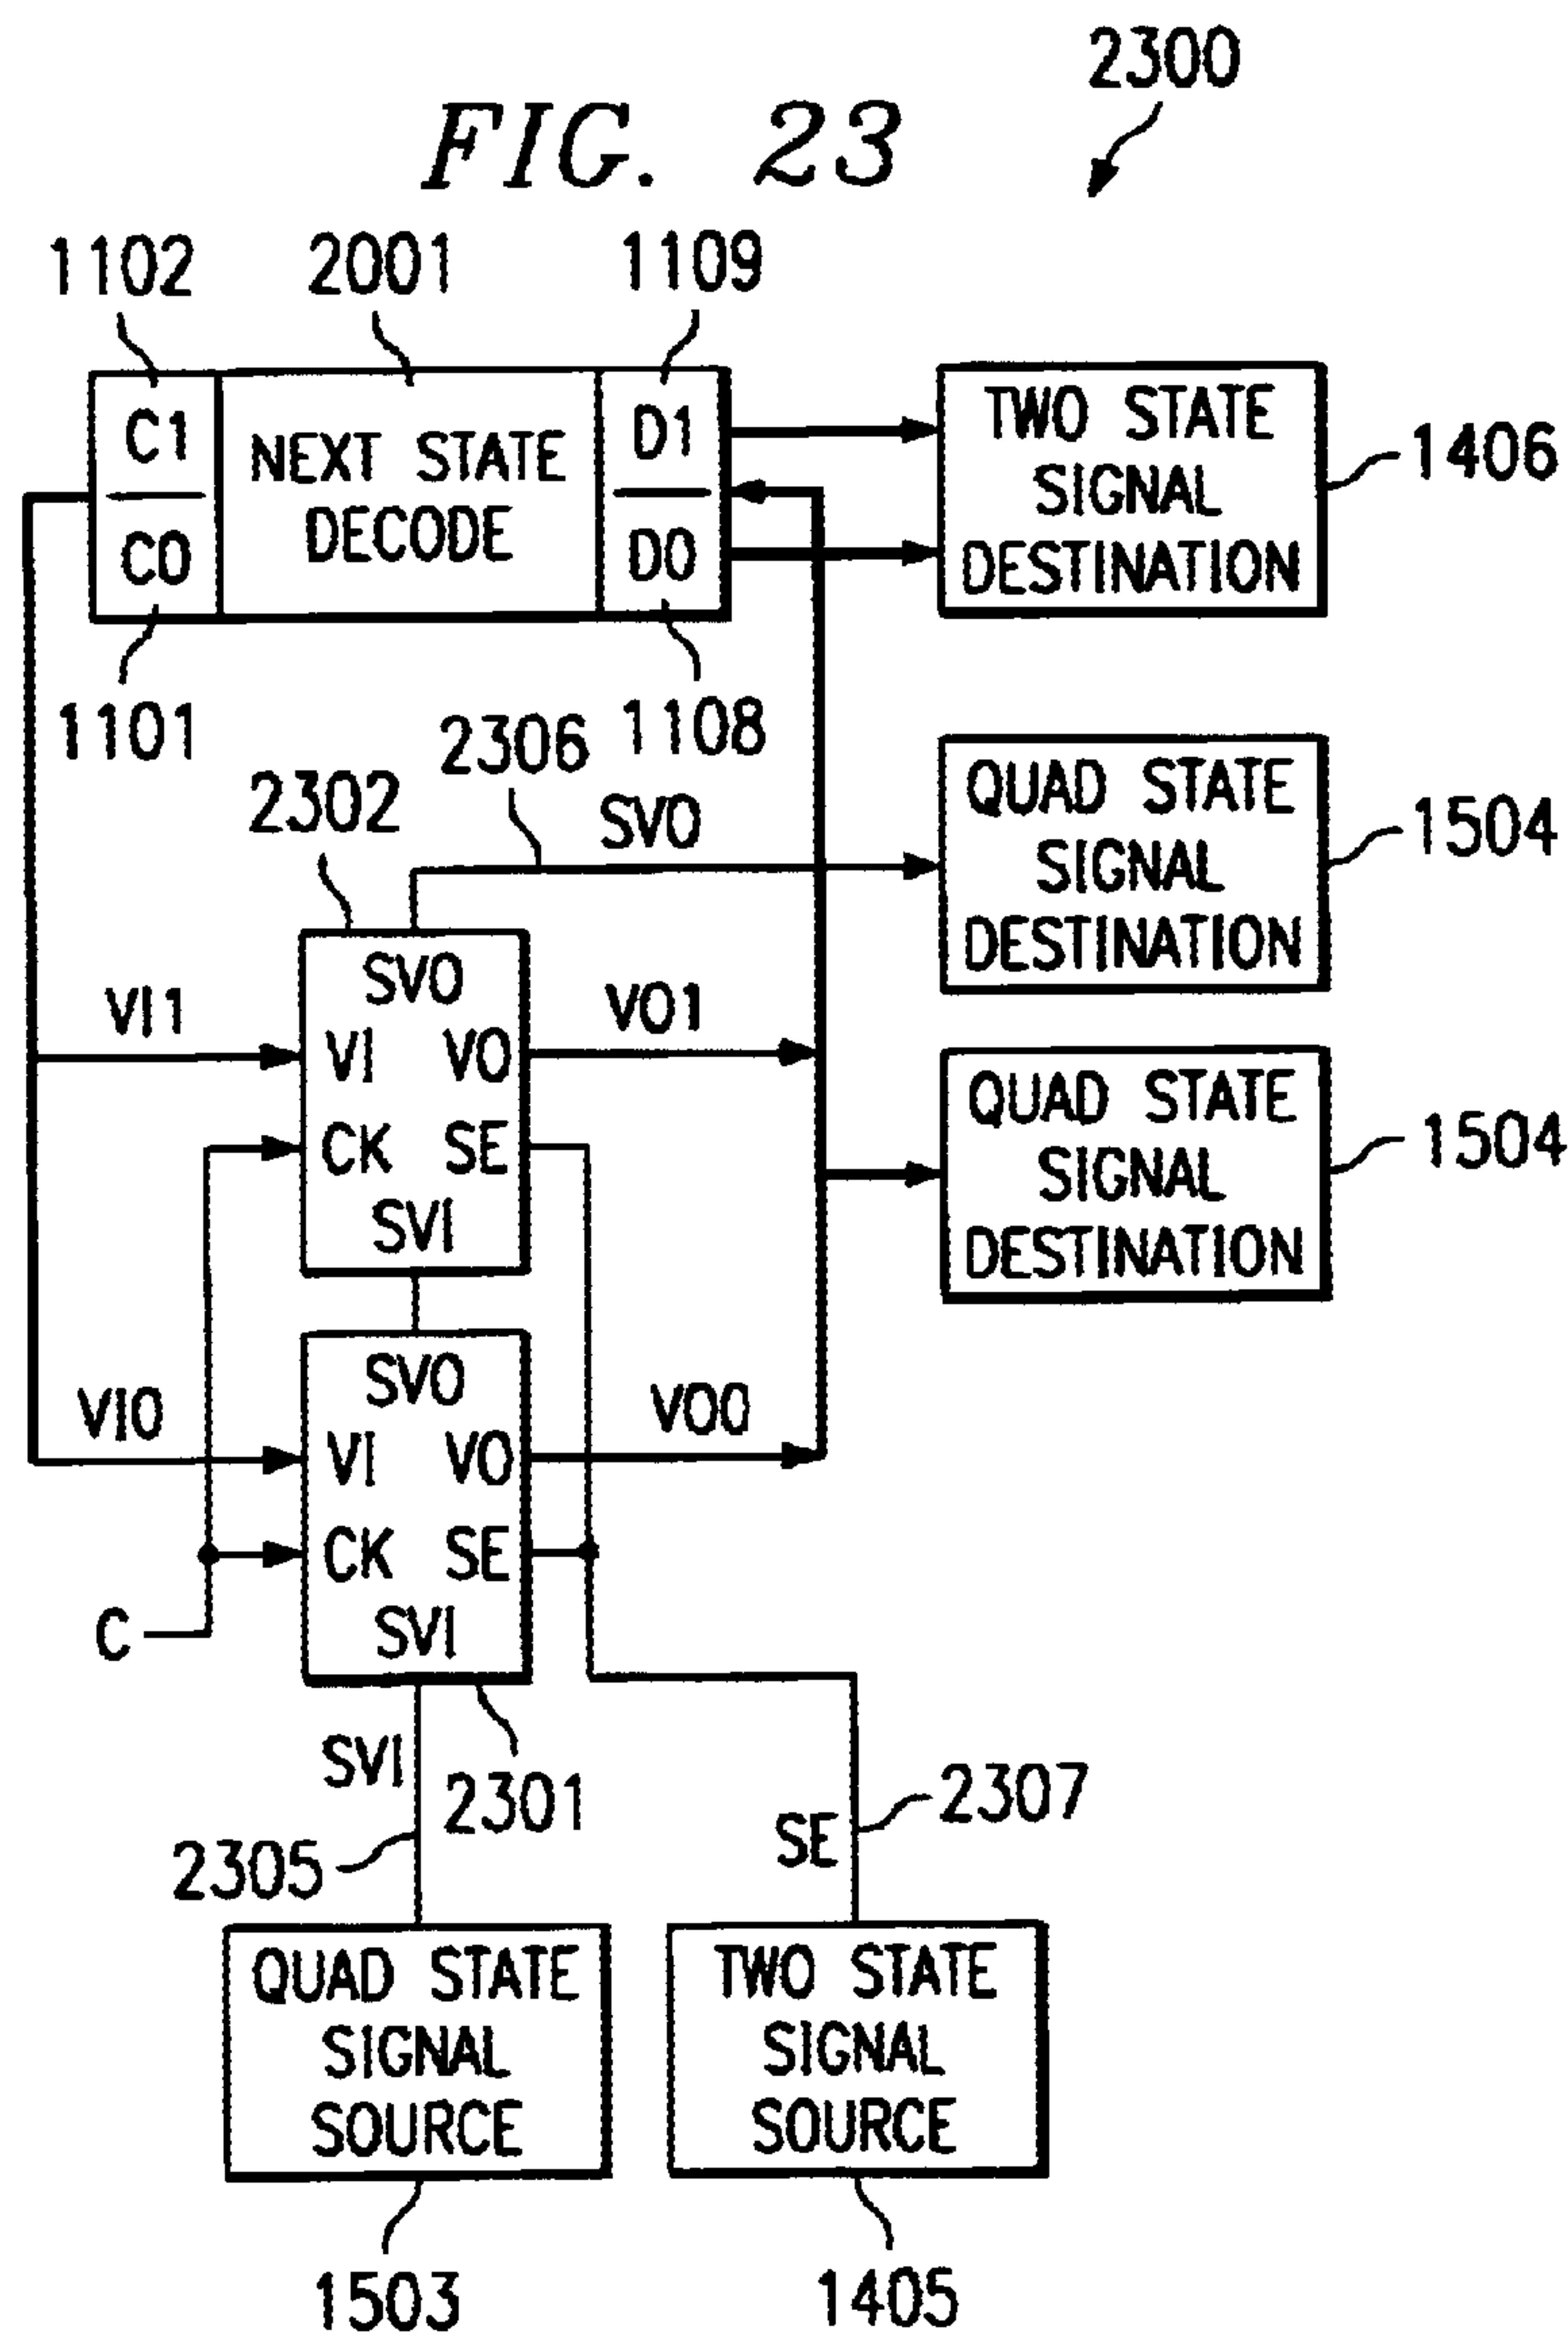 2300
FIG. 23
1102
2001
1109
C1
C0
NEXT STATE
DECODE
D1
D0
TWO STATE
SIGNAL
DESTINATION
1406
1101
1108
2306
2302
SVO
QUAD STATE
SIGNAL
DESTINATION
1504
VI1
SVO
VI VO
CK SE
SVI
VO1
QUAD STATE
SIGNAL
DESTINATION
1504
VI0
SVO
VI VO
CK SE
SVI
VO0
C
SVI
2301
2305
SE
2307
QUAD STATE
SIGNAL
SOURCE
TWO STATE
SIGNAL
SOURCE
1503
1405